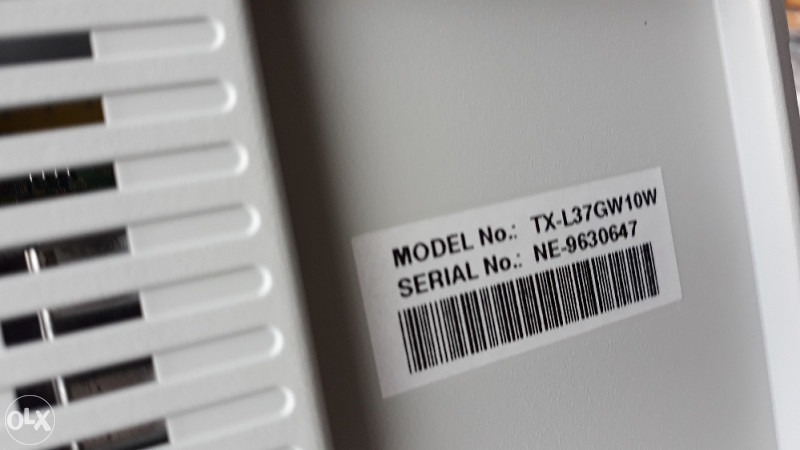 MODEL No.: TX-L37GW10W
SERIAL No.: NE-9630647
OLX